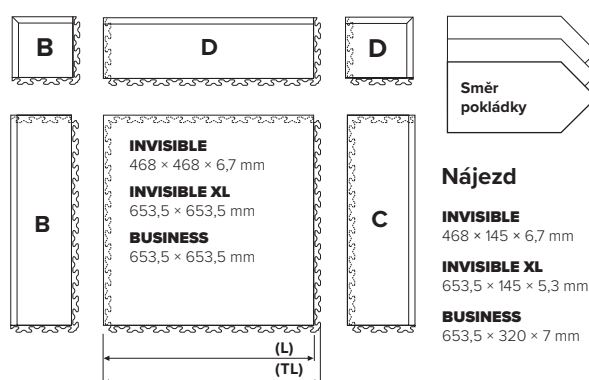 B
D
D
Směr
pokládky
B
INVISIBLE
468 × 468 × 6,7 mm
INVISIBLE XL
653,5 × 653,5 mm
BUSINESS
653,5 × 653,5 mm
C
(L)
(TL)
Nájezd
INVISIBLE
468 × 145 × 6,7 mm
INVISIBLE XL
653,5 × 145 × 5,3 mm
BUSINESS
653,5 × 320 × 7 mm